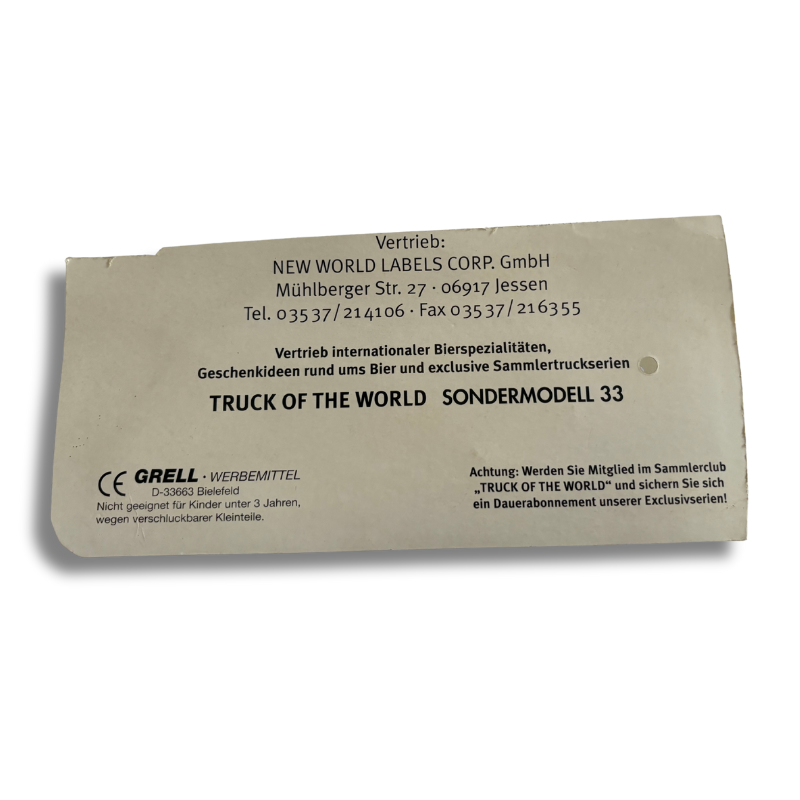 Vertrieb:
NEW WORLD LABELS CORP. GmbH
Mühlberger Str. 27 · 06917 Jessen
Tel. 03537/214106 · Fax 03537/216355
Vertrieb internationaler Bierspezialitäten,
Geschenkideen rund ums Bier und exclusive Sammlertruckserien
TRUCK OF THE WORLD SONDERMODELL 33
CE GRELL · WERBEMITTEL
D-33663 Bielefeld
Nicht geeignet für Kinder unter 3 Jahren,
wegen verschluckbarer Kleinteile.
Achtung: Werden Sie Mitglied im Sammlerclub
„TRUCK OF THE WORLD“ und sichern Sie sich
ein Dauerabonnement unserer Exclusivserien!